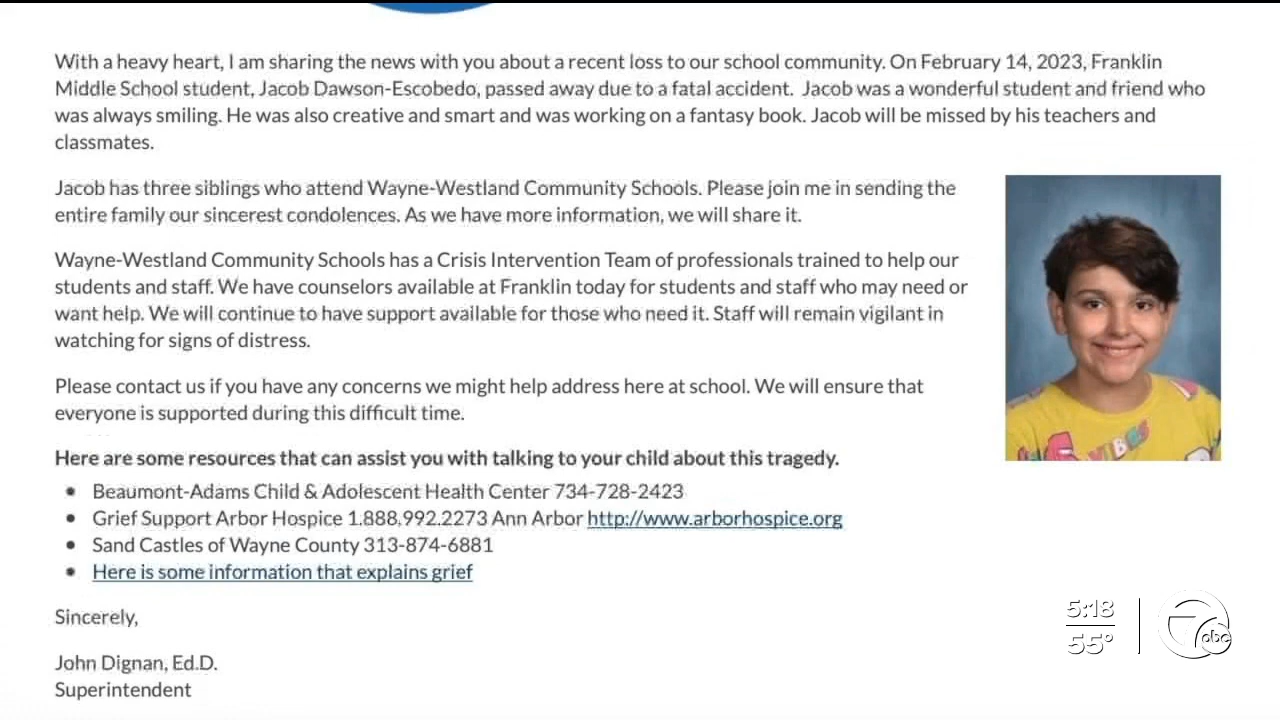 With a heavy heart, I am sharing the news with you about a recent loss to our school community. On February 14, 2023, Franklin
Middle School student, Jacob Dawson-Escobedo, passed away due to a fatal accident.  Jacob was a wonderful student and friend who
was always smiling. He was also creative and smart and was working on a fantasy book. Jacob will be missed by his teachers and
classmates.
Jacob has three siblings who attend Wayne-Westland Community Schools. Please join me in sending the
entire family our sincerest condolences. As we have more information, we will share it.
Wayne-Westland Community Schools has a Crisis Intervention Team of professionals trained to help our
students and staff. We have counselors available at Franklin today for students and staff who may need or
want help. We will continue to have support available for those who need it. Staff will remain vigilant in
watching for signs of distress.
Please contact us if you have any concerns we might help address here at school. We will ensure that
everyone is supported during this difficult time.
Here are some resources that can assist you with talking to your child about this tragedy.
• Beaumont-Adams Child & Adolescent Health Center 734-728-2423
• Grief Support Arbor Hospice 1.888.992.2273 Ann Arbor http://www.arborhospice.org
• Sand Castles of Wayne County 313-874-6881
• Here is some information that explains grief
Sincerely,
John Dignan, Ed.D.
Superintendent
VIBES
5:18
55°
7 abc